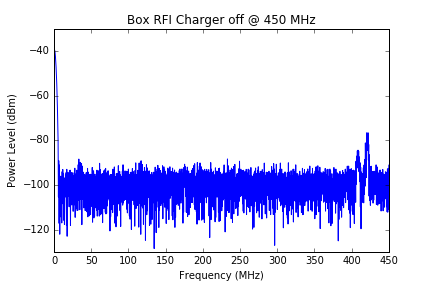 Box RFI Charger off @ 450 MHz
Power Level (dBm)
−40
−60
−80
−100
−120
0 50 100 150 200 250 300 350 400 450
Frequency (MHz)